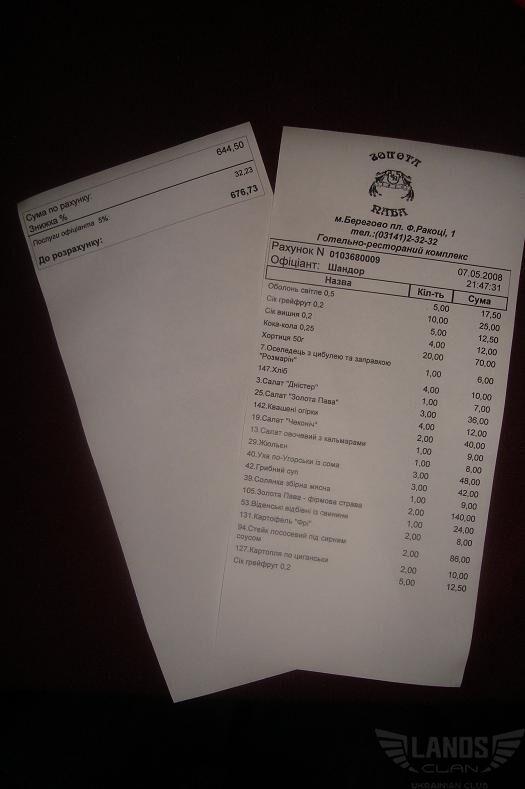 Сума по рахунку: 644,50
Знижка %
Послуги офіціанта 5% 32,23
До розрахунку: 676,73
ЗОЛОТА
ПАВА
м.Берегово пл. Ф.Ракоці, 1
тел.:(03141)2-32-32
Готельно-рестораний комплекс
Рахунок N 0103680009 07.05.2008
Офіціант: Шандор 21:47:31
Назва Кіл-ть Сума
Оболонь світле 0,5 5,00 17,50
Сік грейфрут 0,2 10,00 25,00
Сік вишня 0,2 5,00 12,50
Кока-кола 0,25 4,00 12,00
Хортиця 50г 20,00 70,00
7.Оселедець з цибулею та заправкою
"Розмарін" 1,00 6,00
147.Хліб 4,00 10,00
3.Салат "Дністер" 1,00 7,00
25.Салат "Золота Пава" 3,00 36,00
142.Квашені огірки 4,00 12,00
19.Салат "Чеконіч" 2,00 40,00
13.Салат овочевий з кальмарами 1,00 9,00
29.Жюльєн 1,00 8,00
40.Уха по-Угорськи із сома 3,00 48,00
42.Грибний суп 3,00 42,00
39.Солянка збірна мясна 1,00 9,00
105.Золота Пава - фірмова страва 2,00 140,00
53.Віденські відбівні із свинини 1,00 24,00
131.Картофель "Фрі" 2,00 8,00
94.Стейк лососевий під сирним
соусом 2,00 86,00
127.Картопля по циганськи 2,00 10,00
Сік грейфрут 0,2 5,00 12,50
LANOS
CLAN
UKRAINIAN CLUB